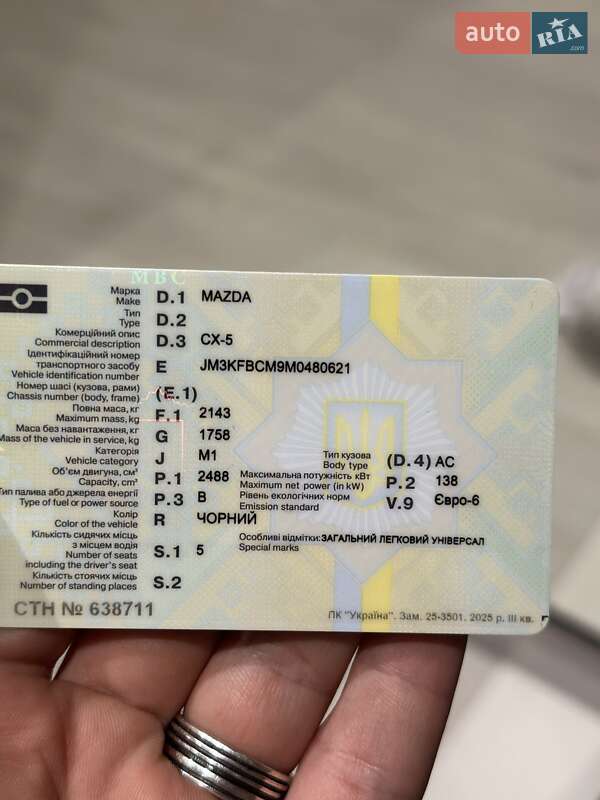 auto RIA .com
МВС
Марка
Make D.1 MAZDA
Тип
Type D.2
Комерційний опис
Commercial description D.3 CX-5
Ідентифікаційний номер
транспортного засобу
Vehicle identification number E JM3KFBCM9M0480621
Номер шасі (кузова, рами)
Chassis number (body, frame) (E.1)
Повна маса, кг
Maximum mass, kg F.1 2143
Маса без навантаження, кг
Mass of the vehicle in service, kg G 1758
Категорія
Vehicle category J M1
Об'єм двигуна, см³
Capacity, cm³ P.1 2488
Тип палива або джерела енергії
Type of fuel or power source P.3 B
Колір
Color of the vehicle R ЧОРНИЙ
Кількість сидячих місць
з місцем водія
Number of seats
including the driver's seat S.1 5
Кількість стоячих місць
Number of standing places S.2
Тип кузова
Body type (D.4) AC
Максимальна потужність кВт
Maximum net power (in kW) P.2 138
Рівень екологічних норм
Emission standard V.9 Євро-6
Особливі відмітки: ЗАГАЛЬНИЙ ЛЕГКОВИЙ УНІВЕРСАЛ
Special marks
СТН № 638711
ПК "Україна". Зам. 25-3501. 2025 р. III кв.